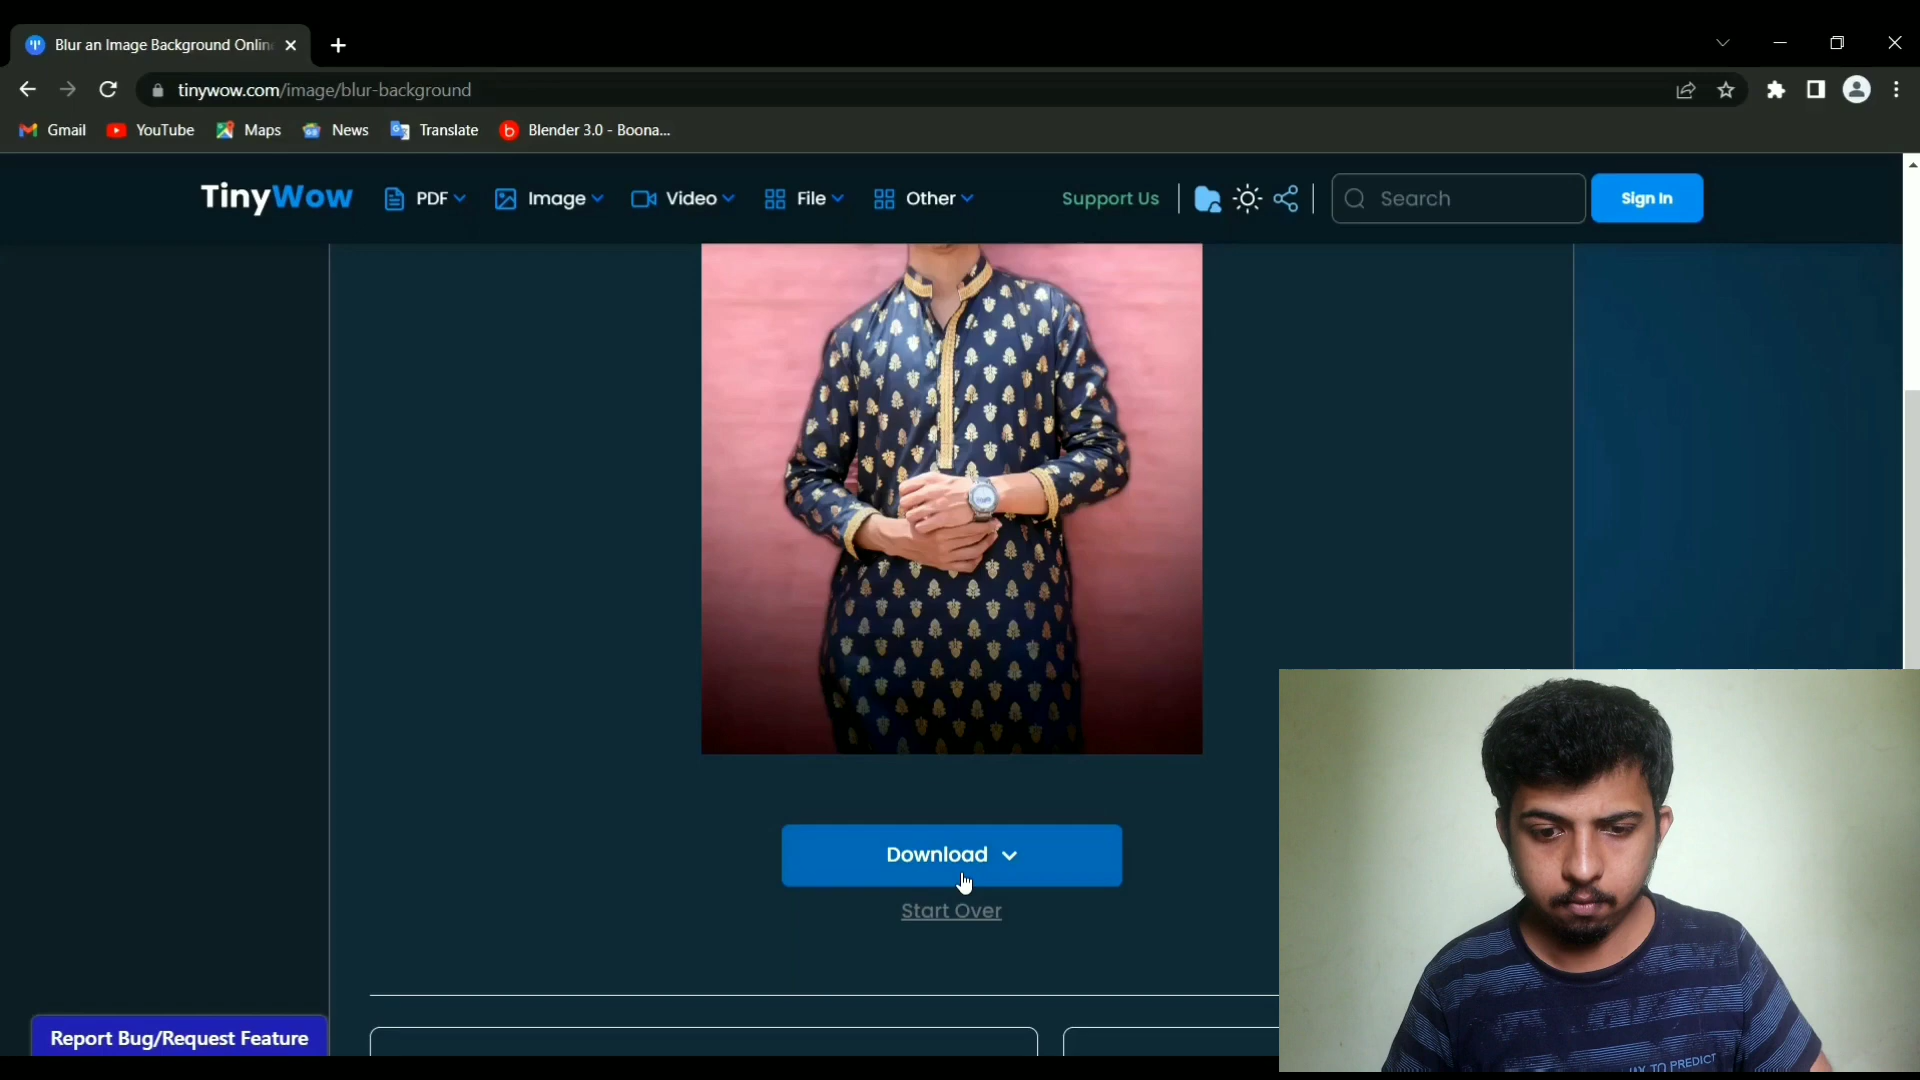 Blur an Image Background Onlin
tinywow.com/image/blur-background
Gmail
YouTube
Maps
News
Translate
Blender 3.0 - Boona...
TinyWow
PDF
Image
Video
File
Other
Support Us
Search
Sign In
Download
Start Over
Report Bug/Request Feature
TO PREDICT